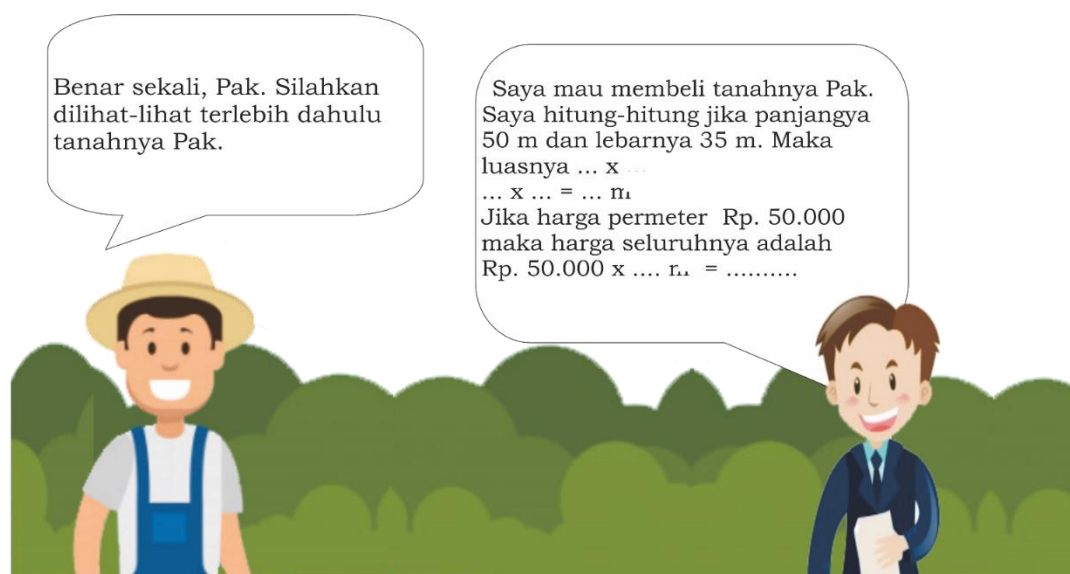 Benar sekali, Pak. Silahkan
dilihat-lihat terlebih dahulu
tanahnya Pak.
Saya mau membeli tanahnya Pak.
Saya hitung-hitung jika panjangya
50 m dan lebarnya 35 m. Maka
luasnya ... x ...
... x ... = ...
Jika harga permeter Rp. 50.000
maka harga seluruhnya adalah
Rp. 50.000 x .... = ..........